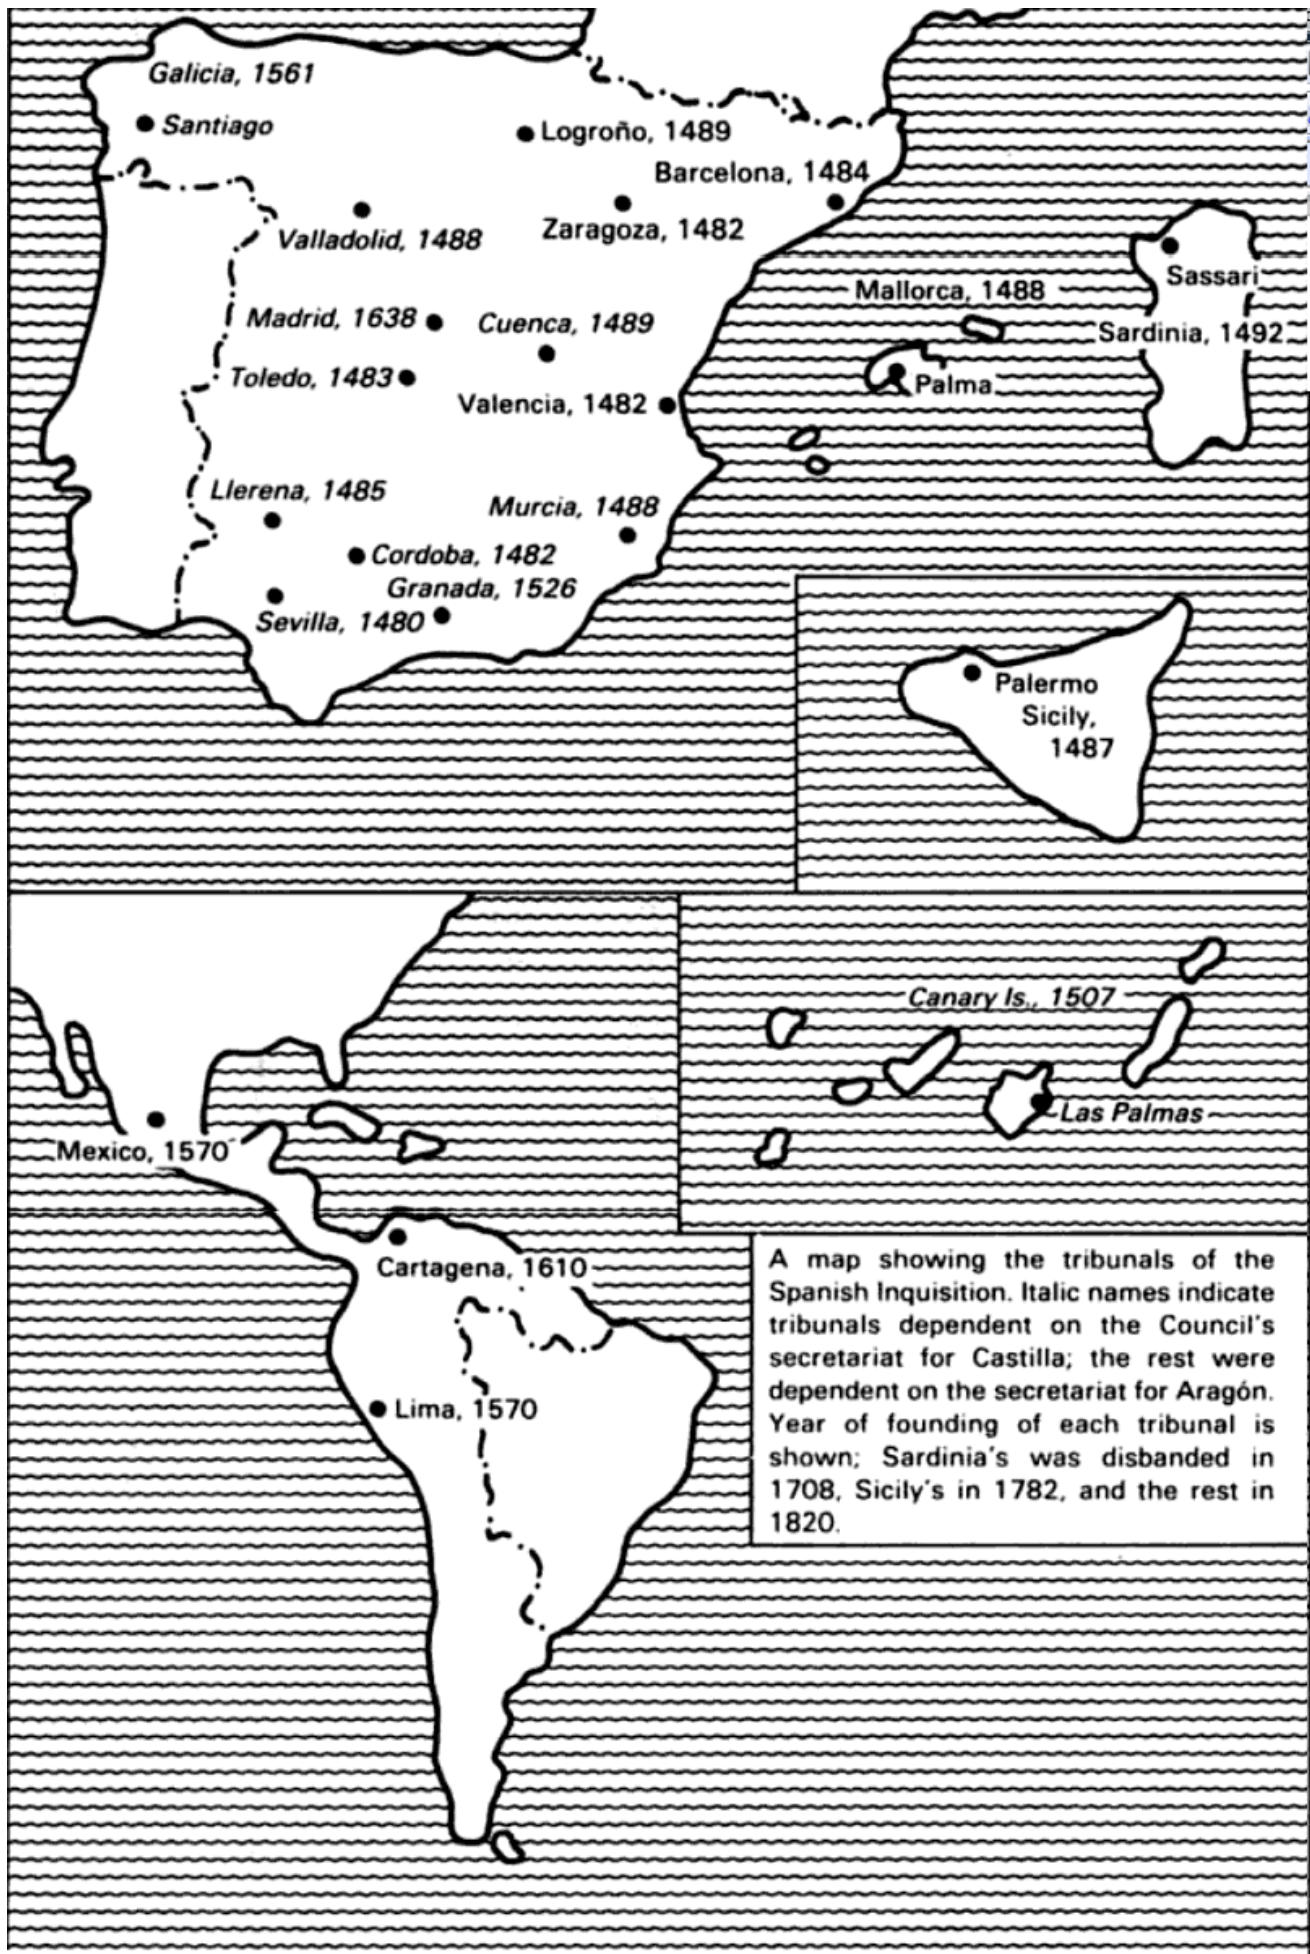 Galicia, 1561
Santiago
Logroño, 1489
Barcelona, 1484
Zaragoza, 1482
Valladolid, 1488
Sassari
Mallorca, 1488
Madrid, 1638
Cuenca, 1489
Sardinia, 1492
Toledo, 1483
Palma
Valencia, 1482
Llerena, 1485
Murcia, 1488
Cordoba, 1482
Granada, 1526
Sevilla, 1480
Palermo
Sicily,
1487
Canary Is., 1507
Las Palmas
Mexico, 1570
Cartagena, 1610
Lima, 1570
A map showing the tribunals of the
Spanish Inquisition. Italic names indicate
tribunals dependent on the Council's
secretariat for Castilla; the rest were
dependent on the secretariat for Aragón.
Year of founding of each tribunal is
shown; Sardinia's was disbanded in
1708, Sicily's in 1782, and the rest in
1820.